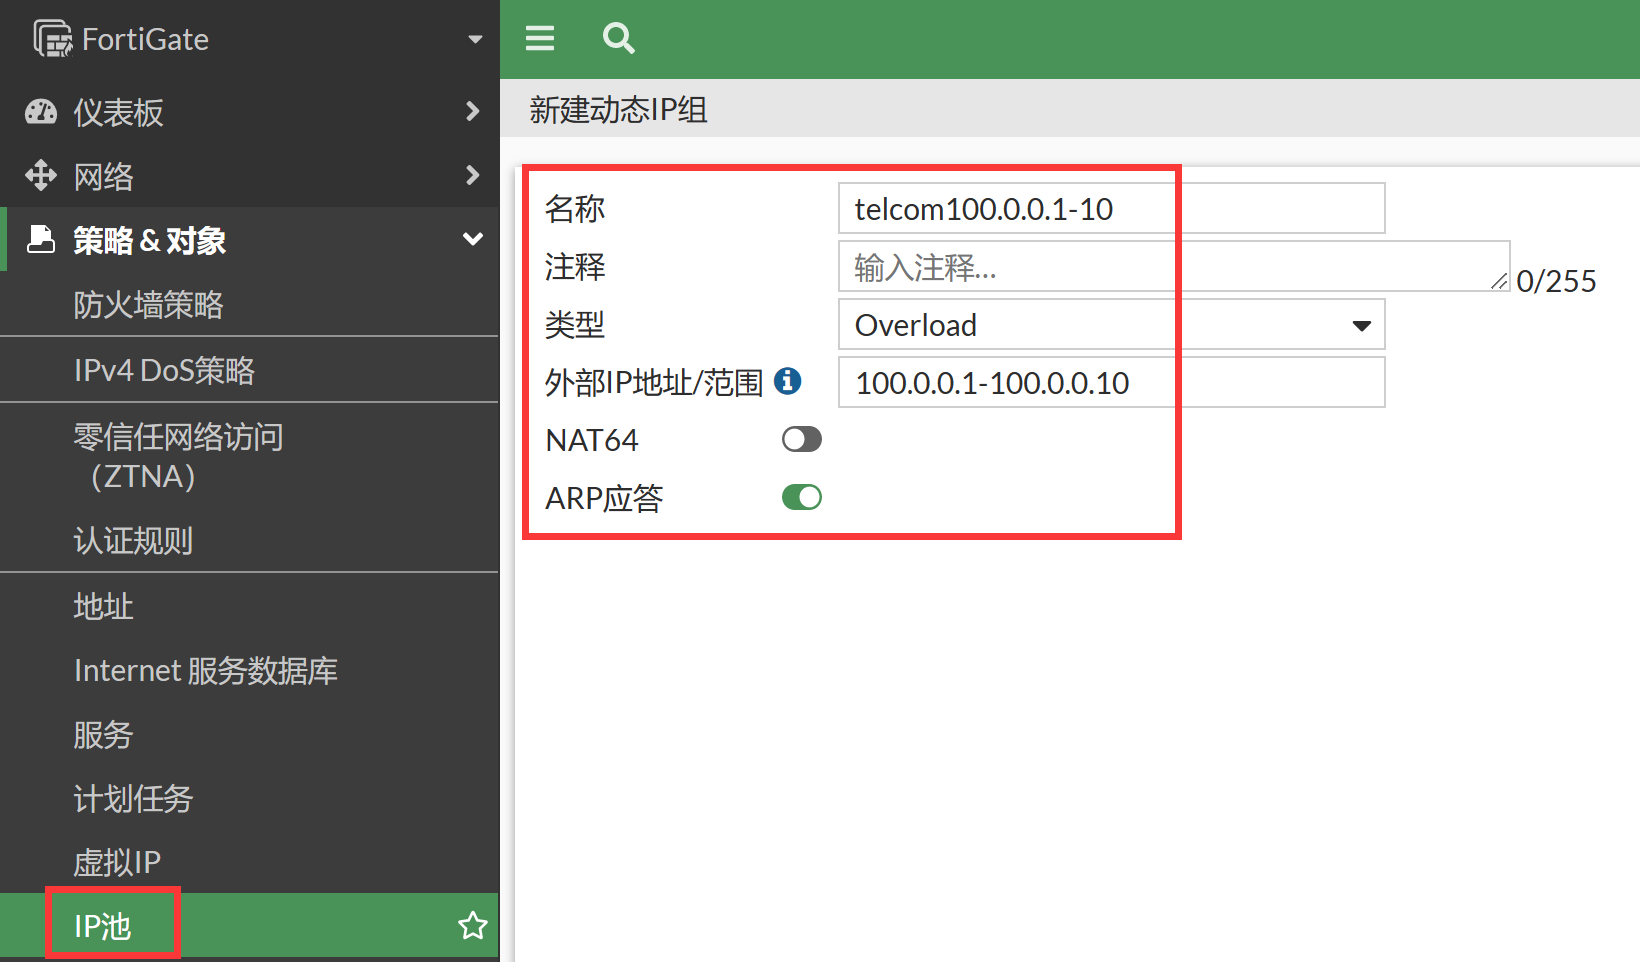 FortiGate
仪表板
网络
策略 & 对象
防火墙策略
IPv4 DoS策略
零信任网络访问
（ZTNA）
认证规则
地址
Internet 服务数据库
服务
计划任务
虚拟IP
IP池
新建动态IP组
名称 telcom100.0.0.1-10
注释 输入注释... 0/255
类型 Overload
外部IP地址/范围 100.0.0.1-100.0.0.10
NAT64
ARP应答